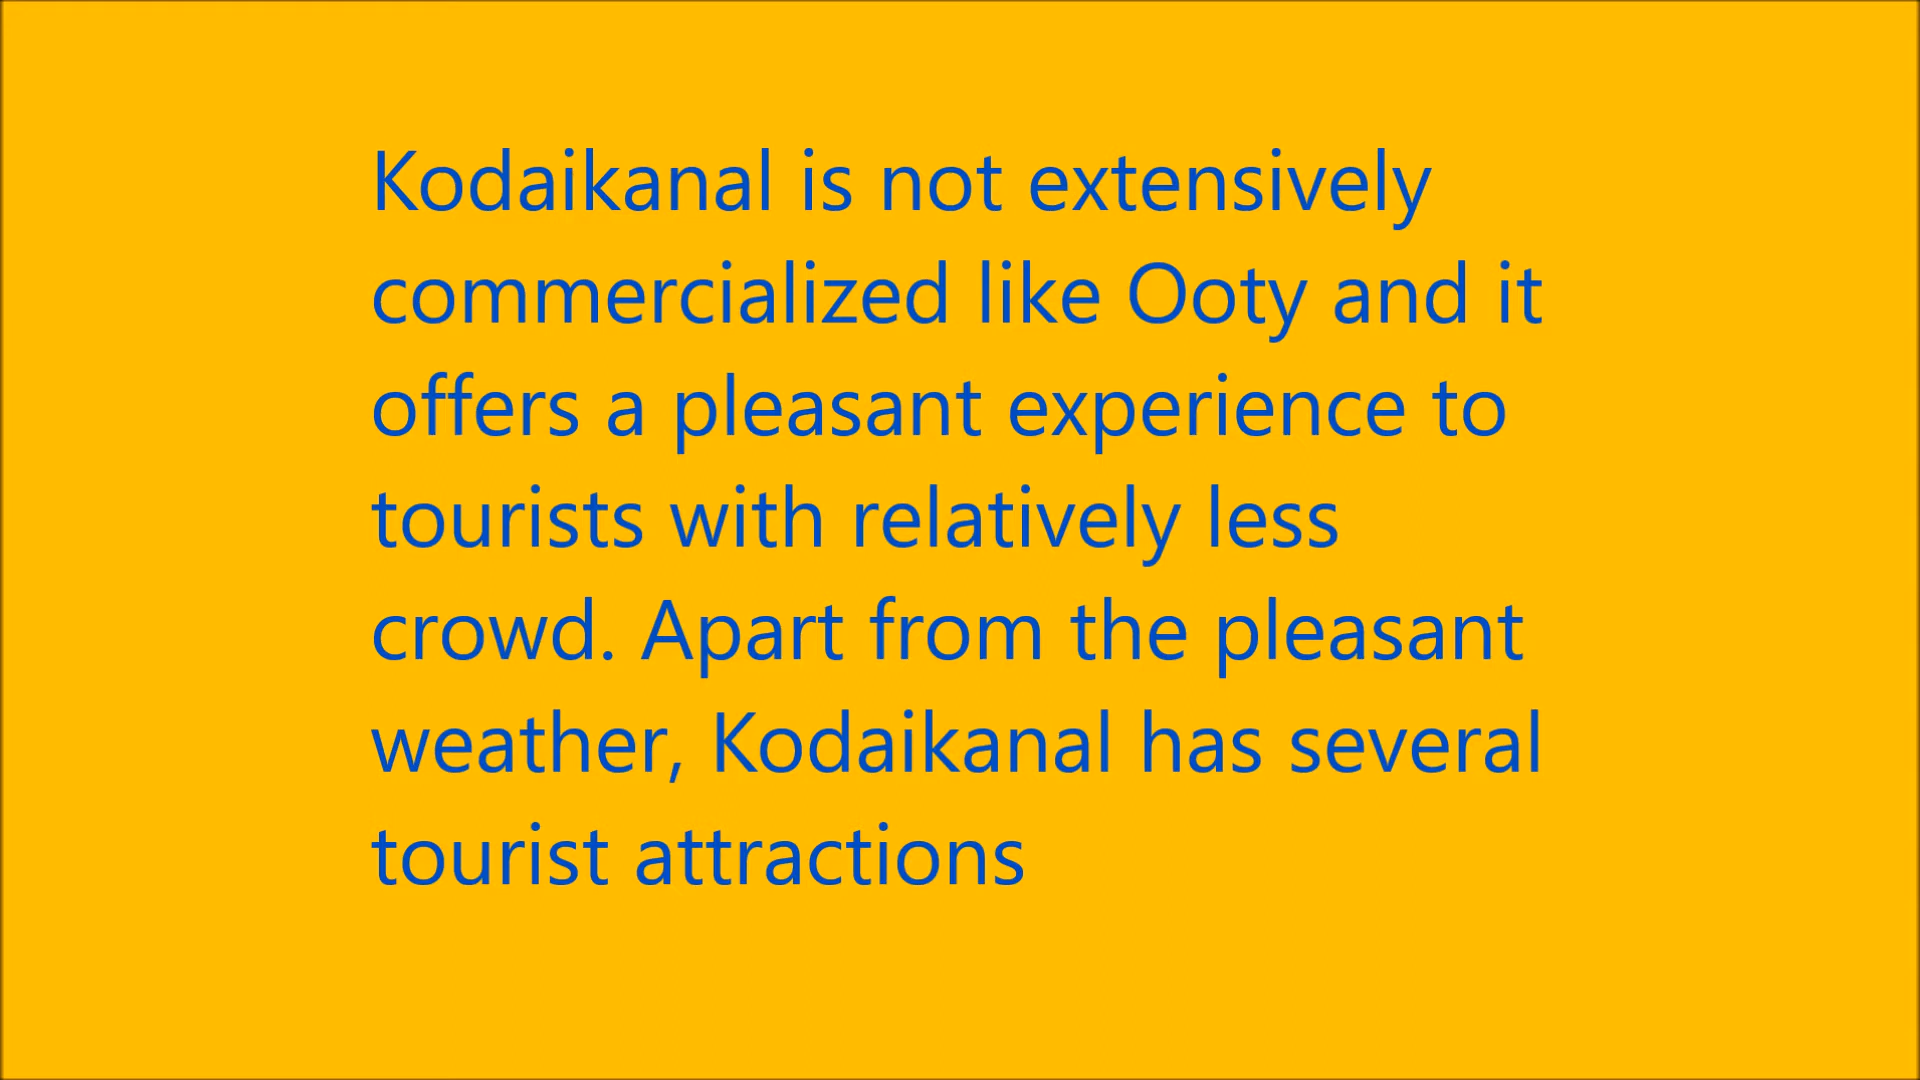 Kodaikanal is not extensively
commercialized like Ooty and it
offers a pleasant experience to
tourists with relatively less
crowd. Apart from the pleasant
weather, Kodaikanal has several
tourist attractions